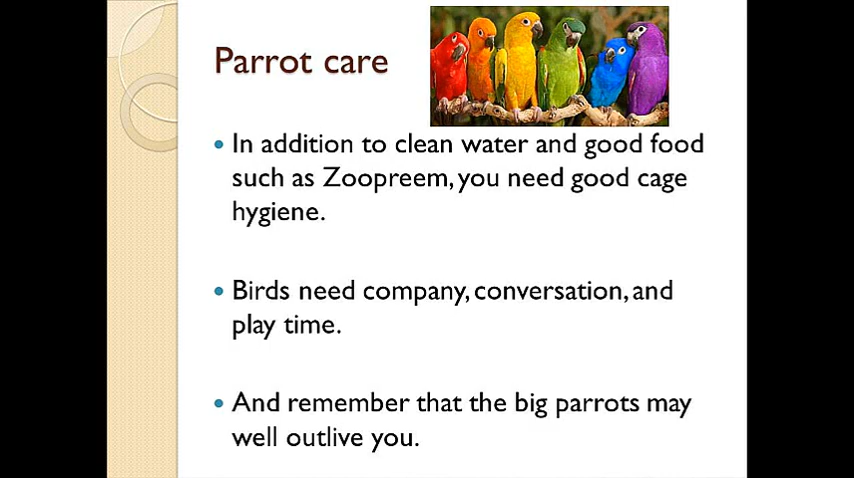 Parrot care
• In addition to clean water and good food
such as Zoopreem, you need good cage
hygiene.
• Birds need company, conversation, and
play time.
• And remember that the big parrots may
well outlive you.